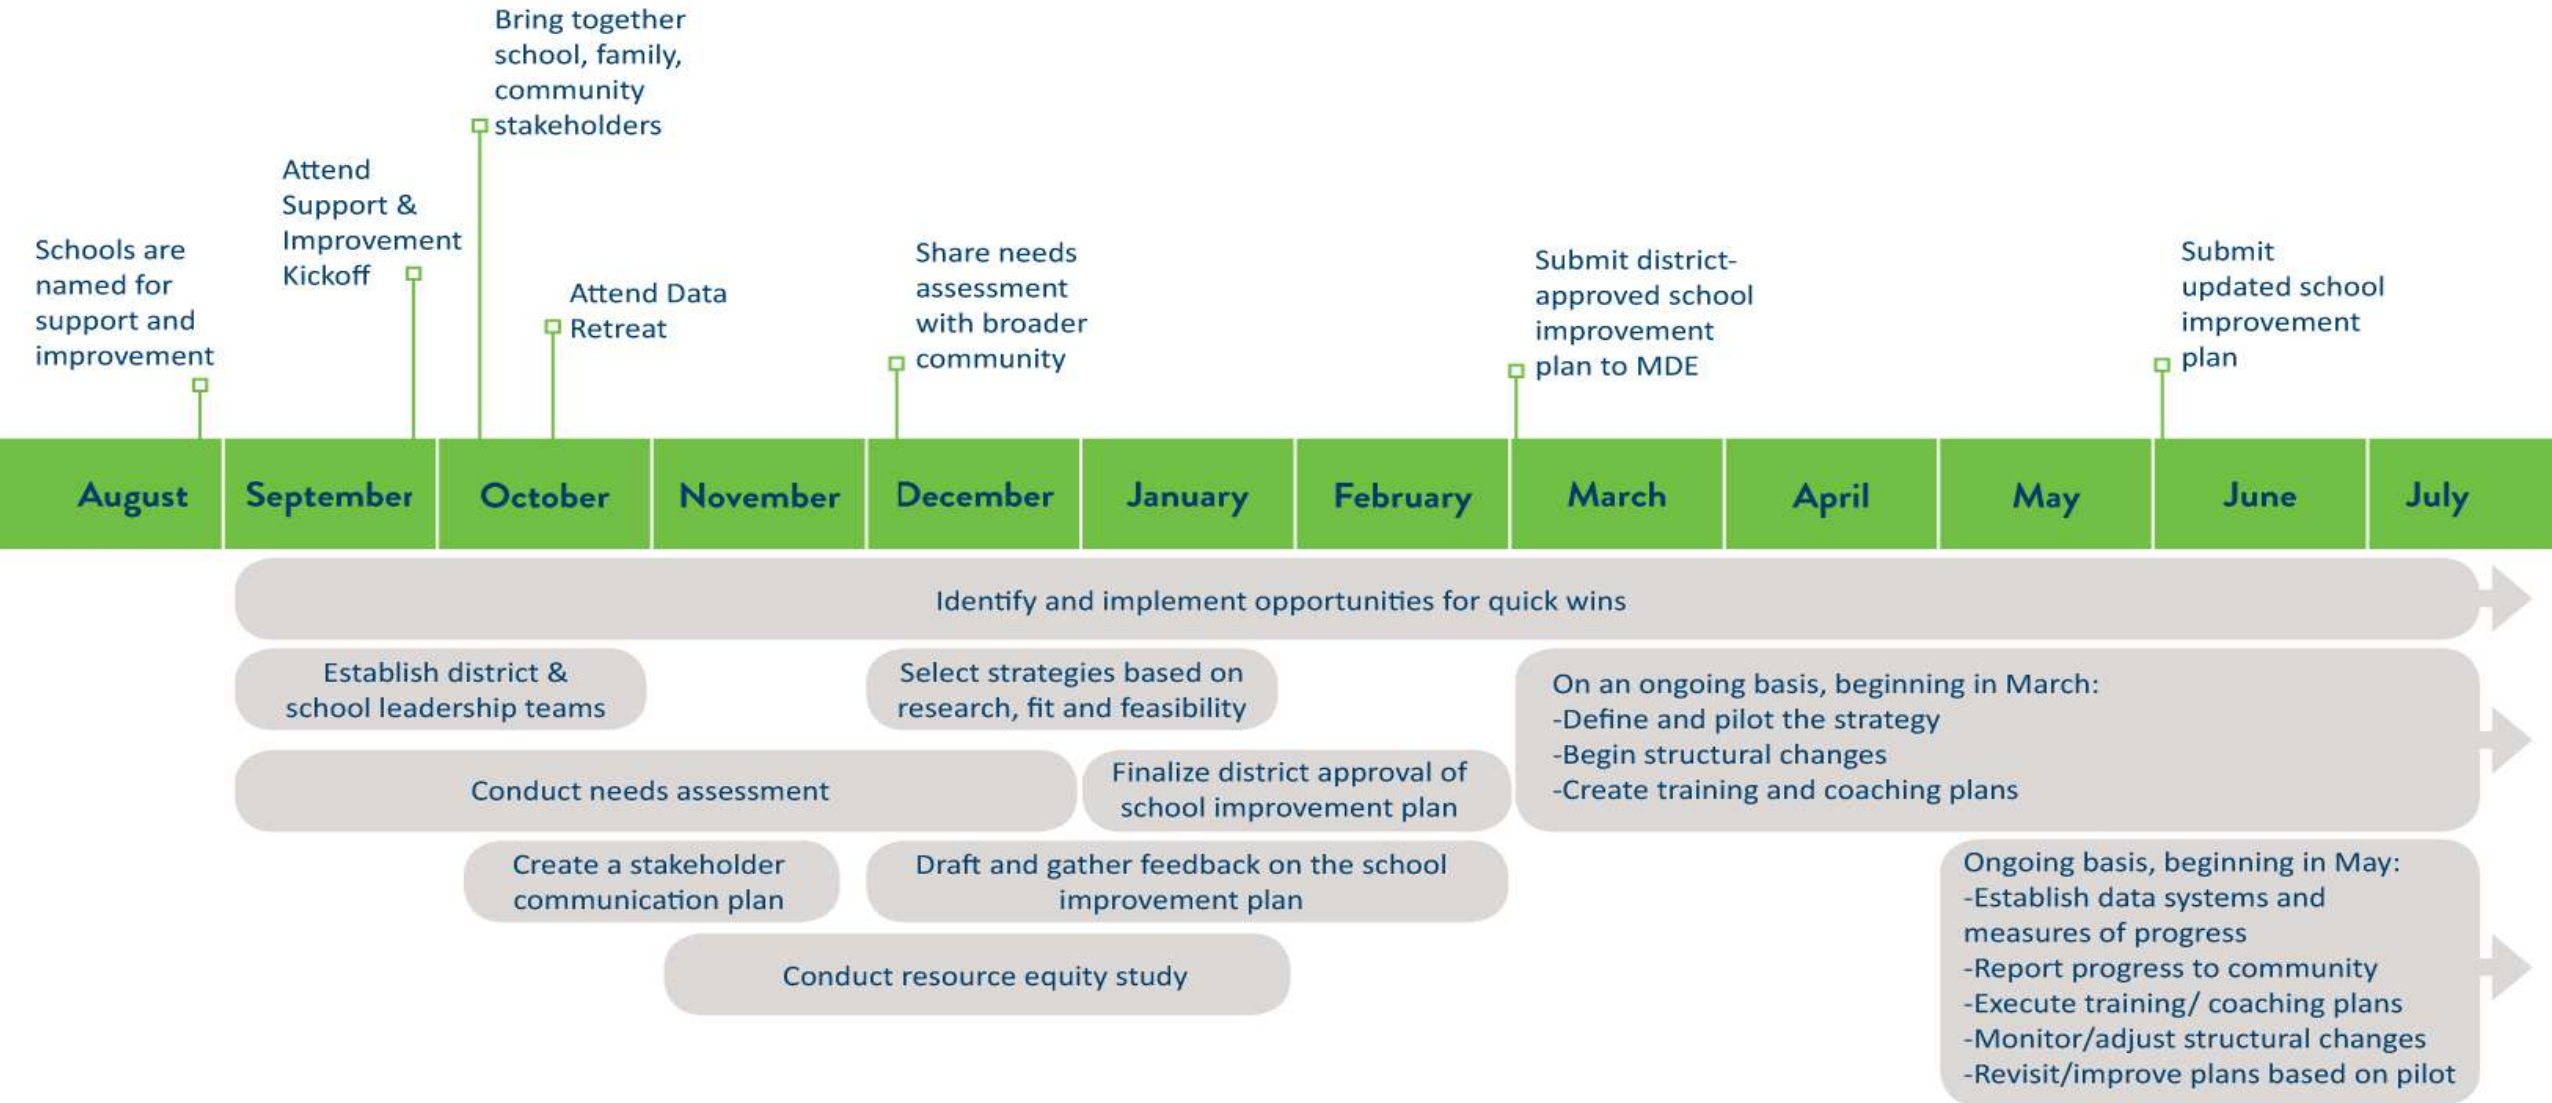 Bring together
school, family,
community
stakeholders
Attend
Support &
Improvement
Kickoff
Schools are
named for
support and
improvement
Attend Data
Retreat
Share needs
assessment
with broader
community
Submit district-
approved school
improvement
plan to MDE
Submit
updated school
improvement
plan
August
September
October
November
December
January
February
March
April
May
June
July
Identify and implement opportunities for quick wins
Establish district &
school leadership teams
Select strategies based on
research, fit and feasibility
On an ongoing basis, beginning in March:
-Define and pilot the strategy
-Begin structural changes
-Create training and coaching plans
Conduct needs assessment
Finalize district approval of
school improvement plan
Create a stakeholder
communication plan
Draft and gather feedback on the school
improvement plan
Ongoing basis, beginning in May:
-Establish data systems and
measures of progress
-Report progress to community
-Execute training/ coaching plans
-Monitor/adjust structural changes
-Revisit/improve plans based on pilot
Conduct resource equity study